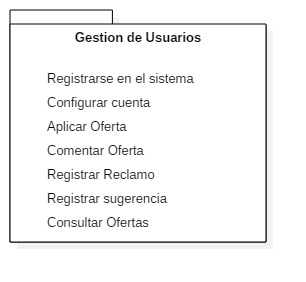 Gestion de Usuarios
Registrarse en el sistema
Configurar cuenta
Aplicar Oferta
Comentar Oferta
Registrar Reclamo
Registrar sugerencia
Consultar Ofertas